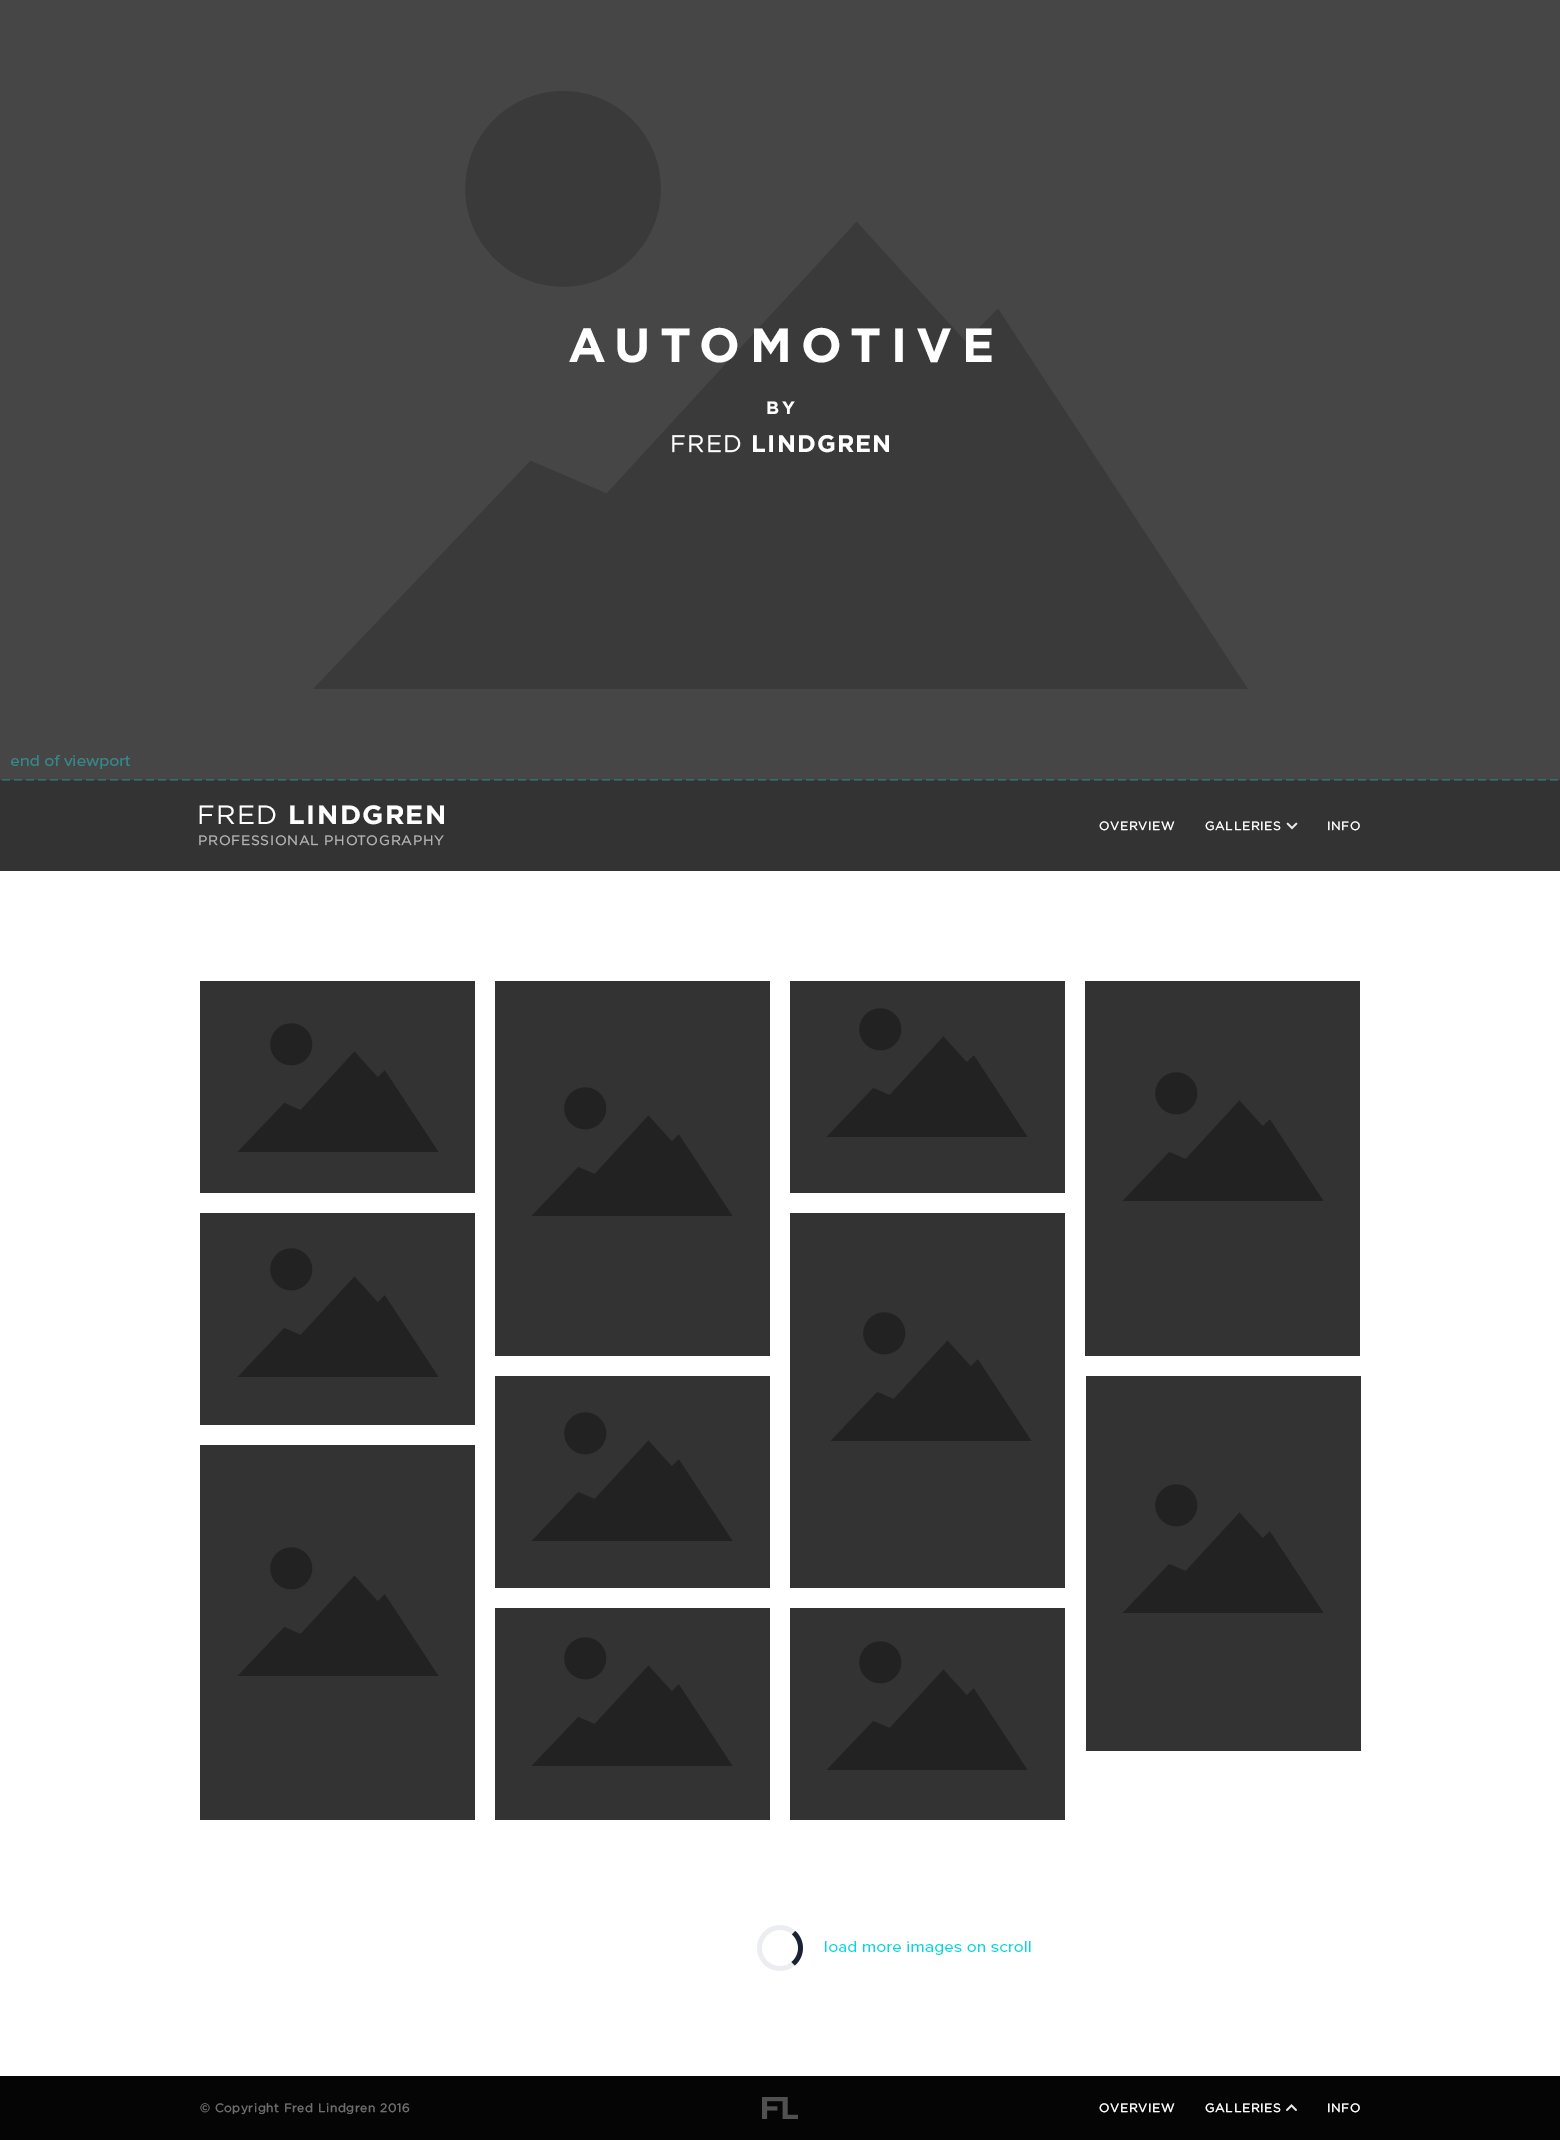 AUTOMOTIVE
BY
FRED LINDGREN
end of viewport
FRED LINDGREN
PROFESSIONAL PHOTOGRAPHY
OVERVIEW GALLERIES INFO
load more images on scroll
© Copyright Fred Lindgren 2016
FL
OVERVIEW GALLERIES INFO